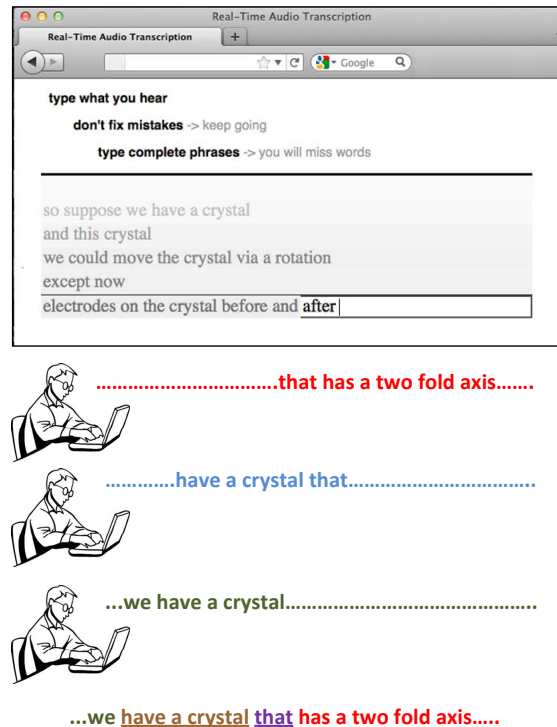 Real-Time Audio Transcription
Real-Time Audio Transcription +
Google
type what you hear
don't fix mistakes -> keep going
type complete phrases -> you will miss words
so suppose we have a crystal
and this crystal
we could move the crystal via a rotation
except now
electrodes on the crystal before and after
................................that has a two fold axis.......
.............have a crystal that...................................
...we have a crystal..............................................
...we have a crystal that has a two fold axis.....